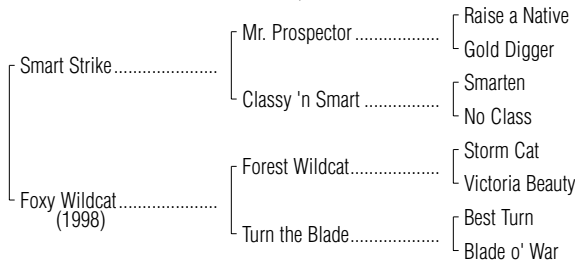 Raise a Native
Mr. Prospector ..................
Gold Digger
Smart Strike......................
Smarten
Classy 'n Smart ................
No Class
Storm Cat
Forest Wildcat...................
Victoria Beauty
Foxy Wildcat.....................
(1998)
Best Turn
Turn the Blade...................
Blade o' War